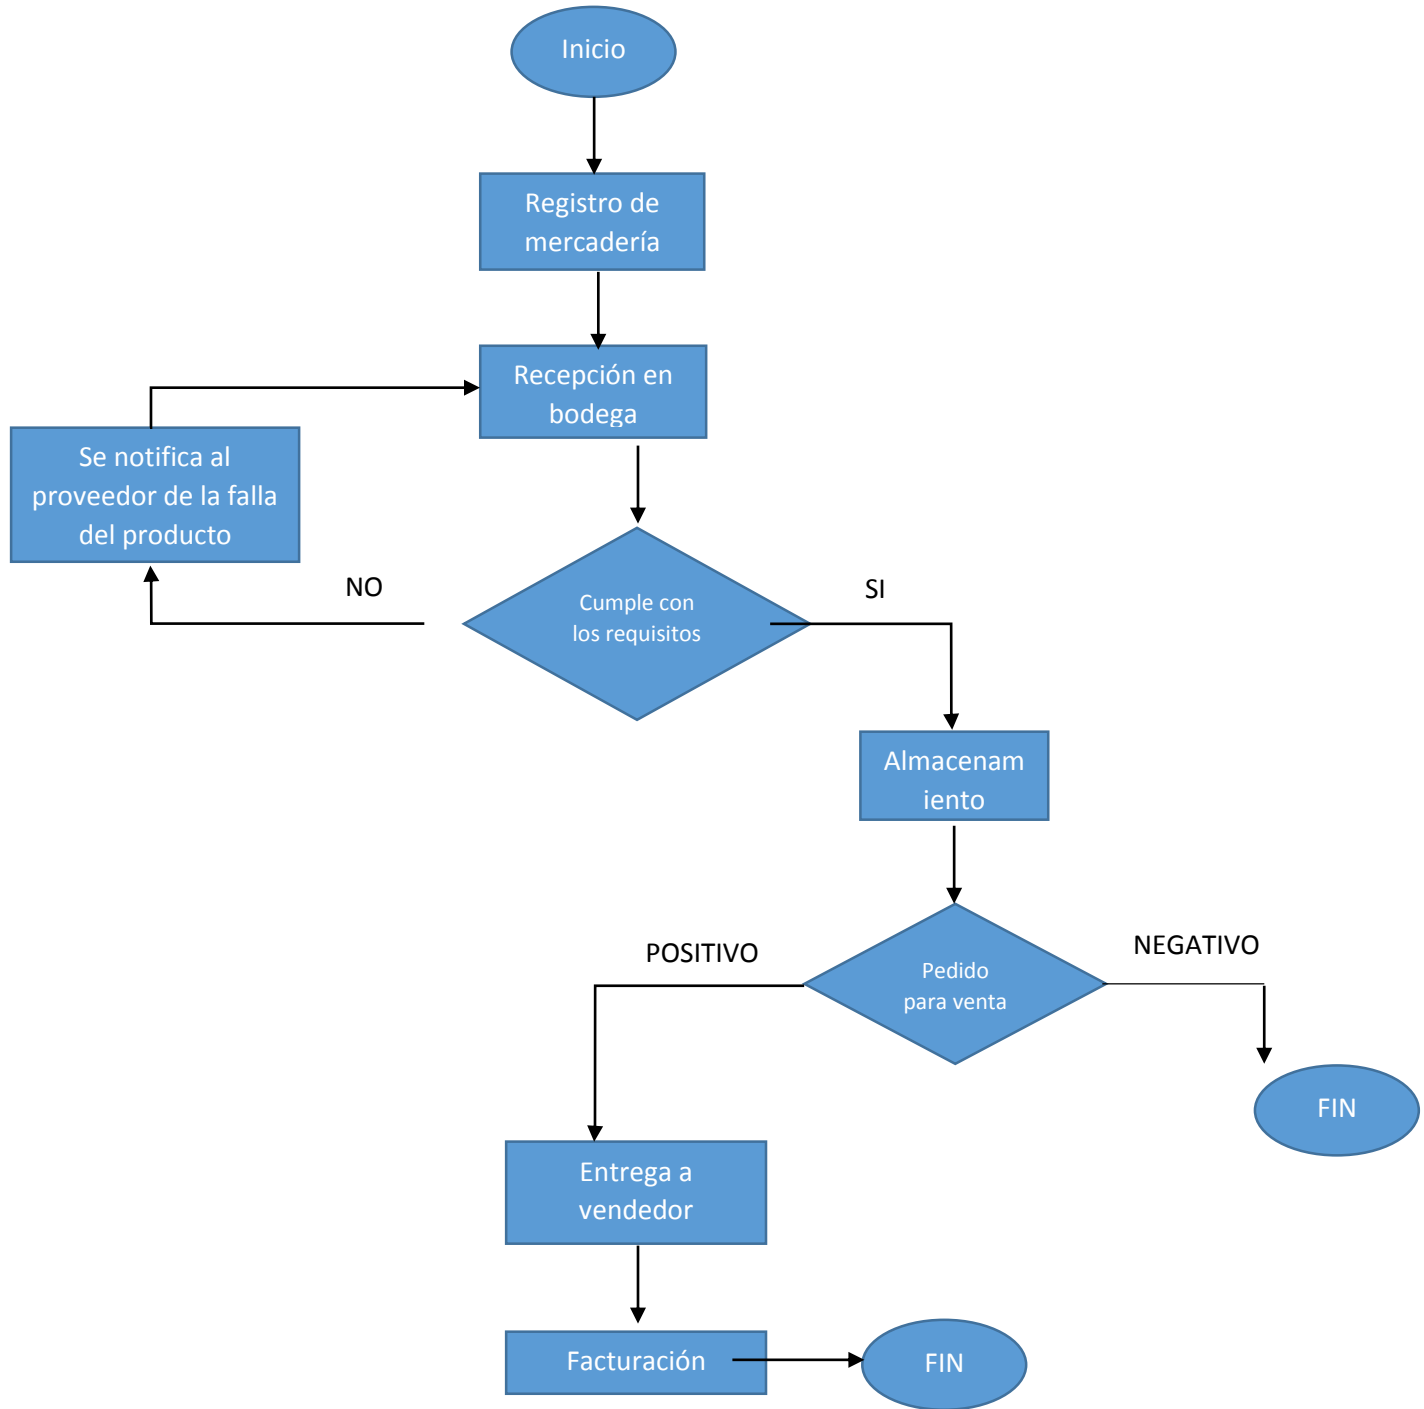 Inicio
Registro de
mercadería
Recepción en
bodega
Se notifica al
proveedor de la falla
del producto
NO
SI
Cumple con
los requisitos
Almacenam
iento
POSITIVO
NEGATIVO
Pedido
para venta
FIN
Entrega a
vendedor
Facturación
FIN